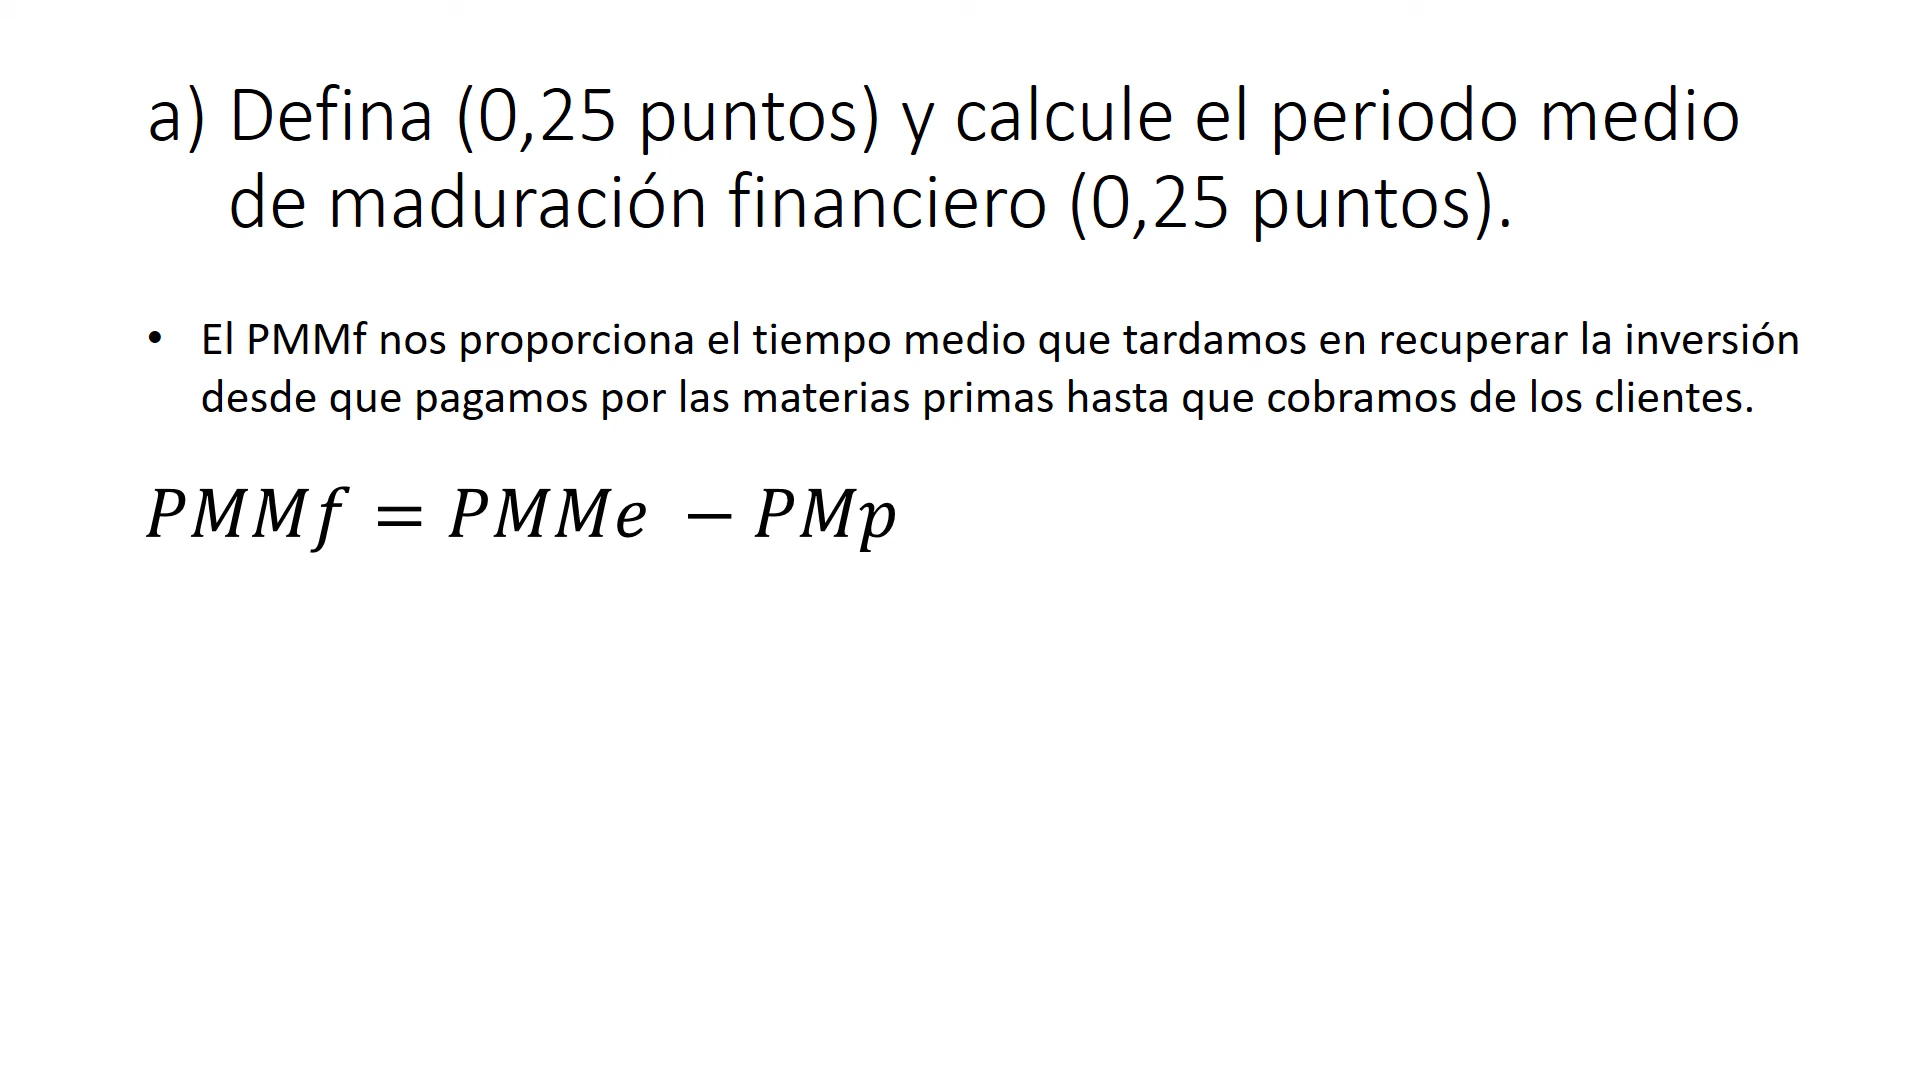 a) Defina (0,25 puntos) y calcule el periodo medio
de maduración financiero (0,25 puntos).
• El PMMf nos proporciona el tiempo medio que tardamos en recuperar la inversión
desde que pagamos por las materias primas hasta que cobramos de los clientes.
PMMf = PMMe − PMp